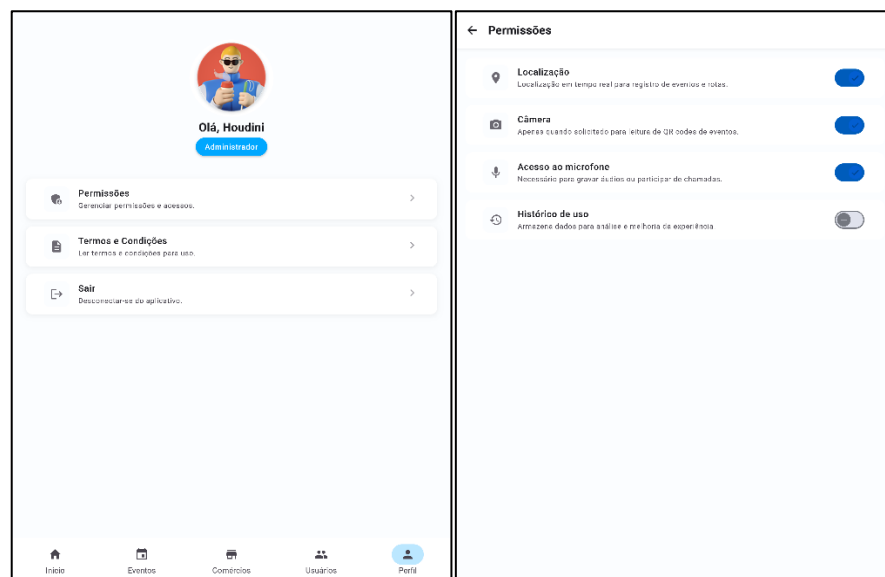 Olá, Houdini
Administrador
Permissões
Gerenciar permissões e acessos.
Termos e Condições
Ler termos e condições para uso.
Sair
Desconectar-se do aplicativo.
Início
Eventos
Comércios
Usuários
Perfil
Permissões
Localização
Localização em tempo real para registro de eventos e rotas.
Câmera
Apenas quando solicitado para leitura de QR codes de eventos.
Acesso ao microfone
Necessário para gravar áudios ou participar de chamadas.
Histórico de uso
Armazena dados para análise e melhoria da experiência.